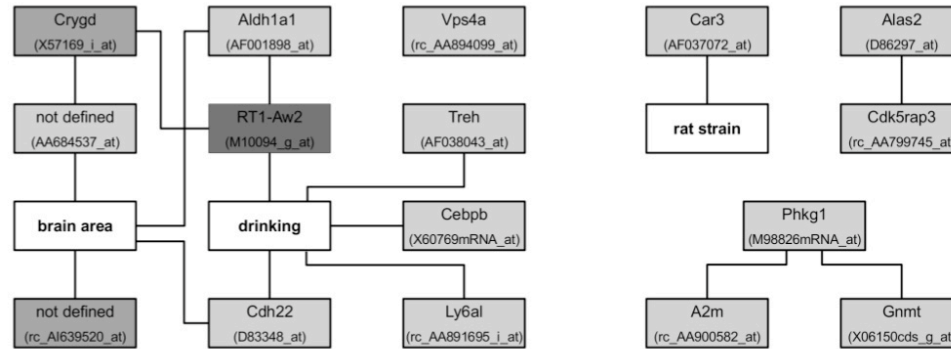 Crygd
(X57169_i_at)
Aldh1a1
(AF001898_at)
Vps4a
(rc_AA894099_at)
Car3
(AF037072_at)
Alas2
(D86297_at)
not defined
(AA684537_at)
RT1-Aw2
(M10094_g_at)
Treh
(AF038043_at)
rat strain
Cdk5rap3
(rc_AA799745_at)
brain area
drinking
Cebpb
(X60769mRNA_at)
Phkg1
(M98826mRNA_at)
not defined
(rc_AI639520_at)
Cdh22
(D83348_at)
Ly6al
(rc_AA891695_i_at)
A2m
(rc_AA900582_at)
Gnmt
(X06150cds_g_at)